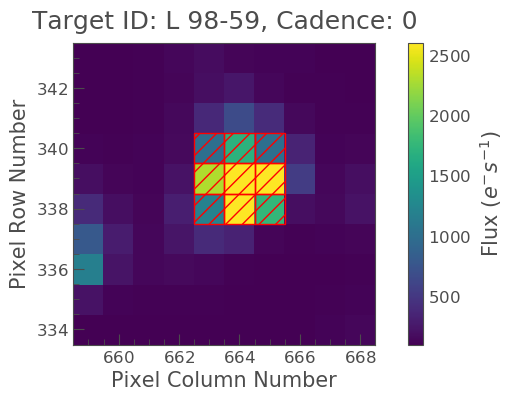 Target ID: L 98-59, Cadence: 0
Pixel Row Number
342
340
338
336
334
660 662 664 666 668
Pixel Column Number
2500
2000
1500
1000
500
Flux (e⁻s⁻¹)